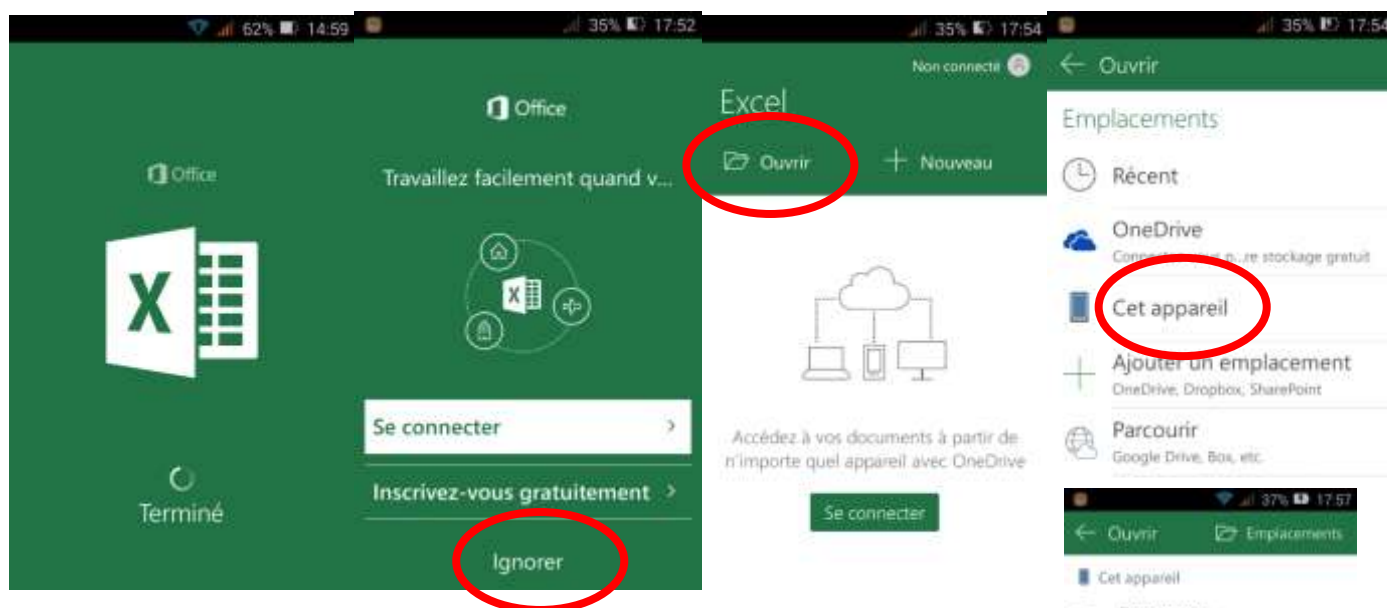 62% 14:59
Office
X
Terminé
35% 17:52
Office
Travaillez facilement quand v...
X
Se connecter >
Inscrivez-vous gratuitement >
Ignorer
35% 17:54
Non connecté
Excel
Ouvrir
+ Nouveau
Accédez à vos documents à partir de
n'importe quel appareil avec OneDrive
Se connecter
35% 17:54
← Ouvrir
Emplacements
Récent
OneDrive
p...re stockage gratuit
Cet appareil
Ajouter un emplacement
OneDrive, Dropbox, SharePoint
Parcourir
Google Drive, Box, etc.
37% 17:57
← Ouvrir
Emplacements
Cet appareil